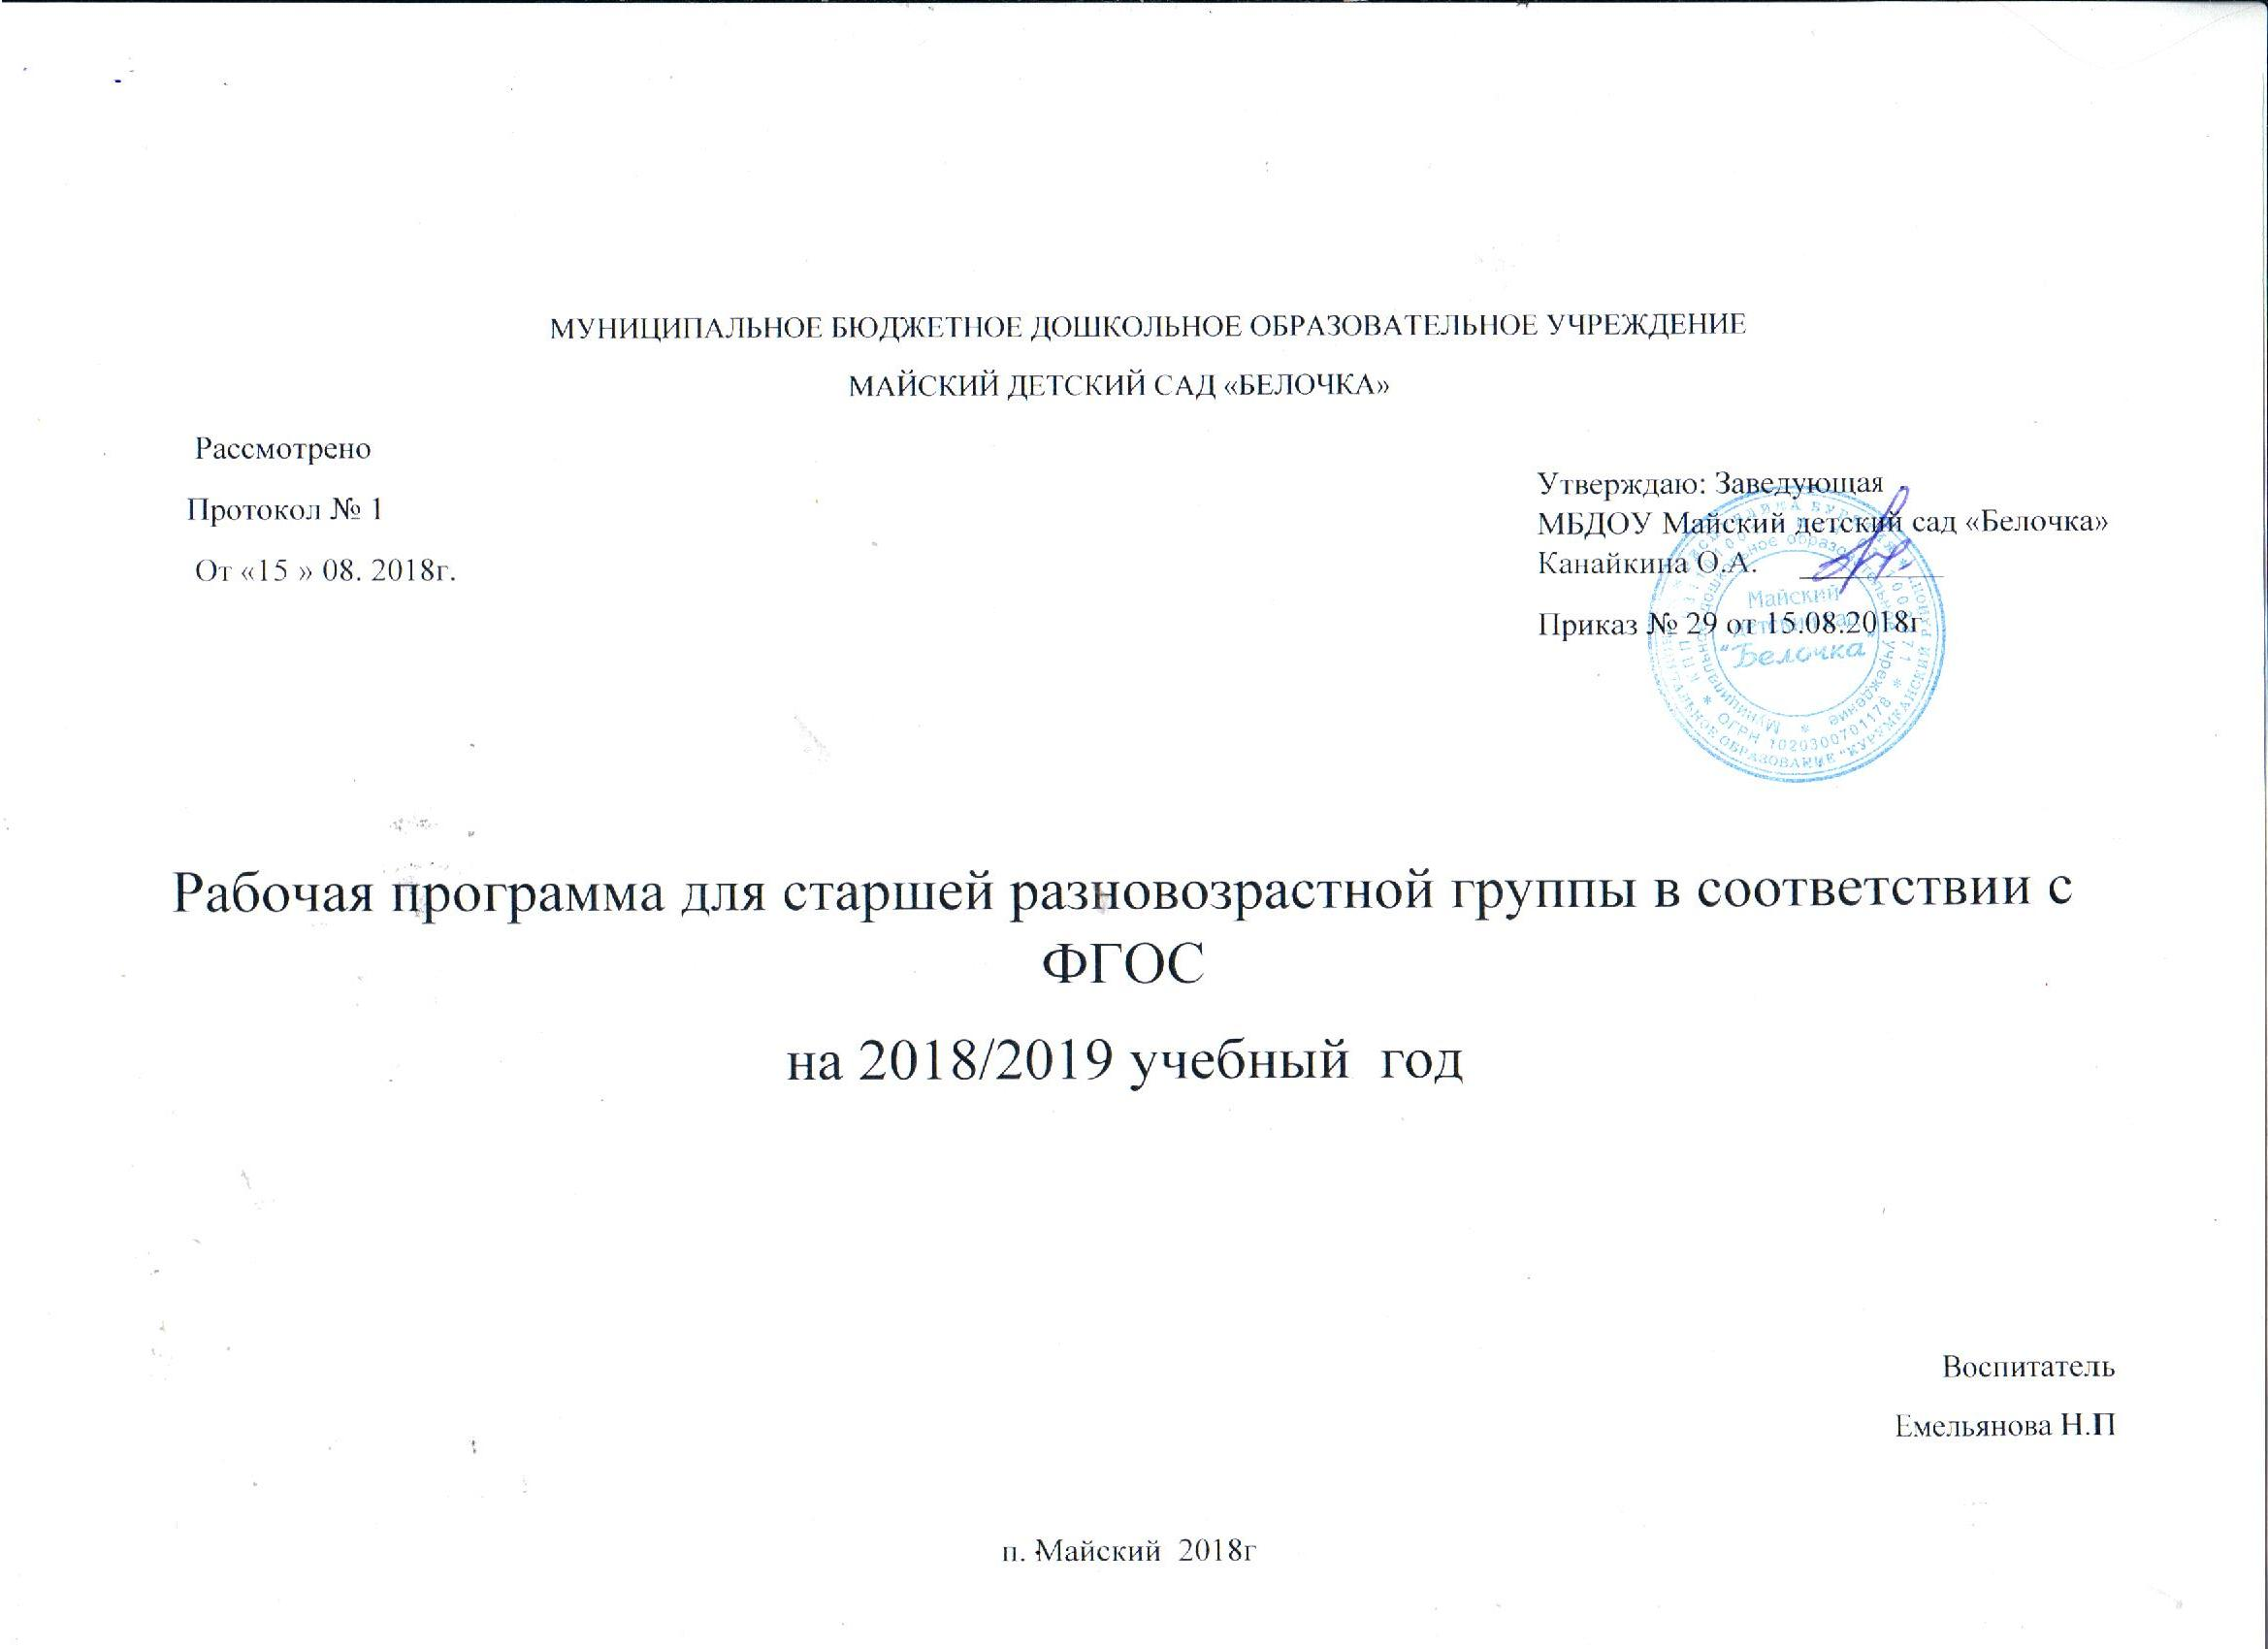 МУНИЦИПАЛЬНОЕ БЮДЖЕТНОЕ ДОШКОЛЬНОЕ ОБРАЗОВАТЕЛЬНОЕ УЧРЕЖДЕНИЕ
МАЙСКИЙ ДЕТСКИЙ САД «БЕЛОЧКА»
Рассмотрено
Протокол № 1
От «15 » 08. 2018г.
Утверждаю: Заведующая
МБДОУ Майский детский сад «Белочка»
Канайкина О.А.
Приказ № 29 от 15.08.2018г
Майский
"Белочка
ОГРН 1020300701178
Рабочая программа для старшей разновозрастной группы в соответствии с
ФГОС
на 2018/2019 учебный  год
Воспитатель
Емельянова Н.П
п. Майский  2018г